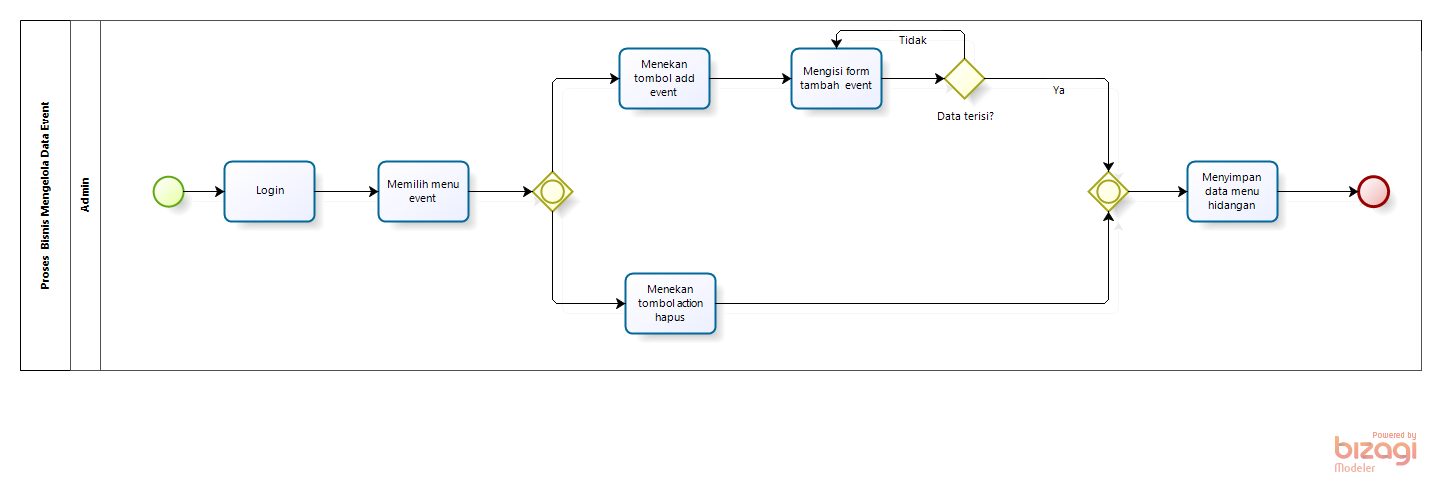 Proses Bisnis Mengelola Data Event
Admin
Login
Memilih menu
event
Menekan
tombol add
event
Mengisi form
tambah event
Tidak
Data terisi?
Ya
Menekan
tombol action
hapus
Menyimpan
data menu
hidangan
Powered by
bizagi
Modeler